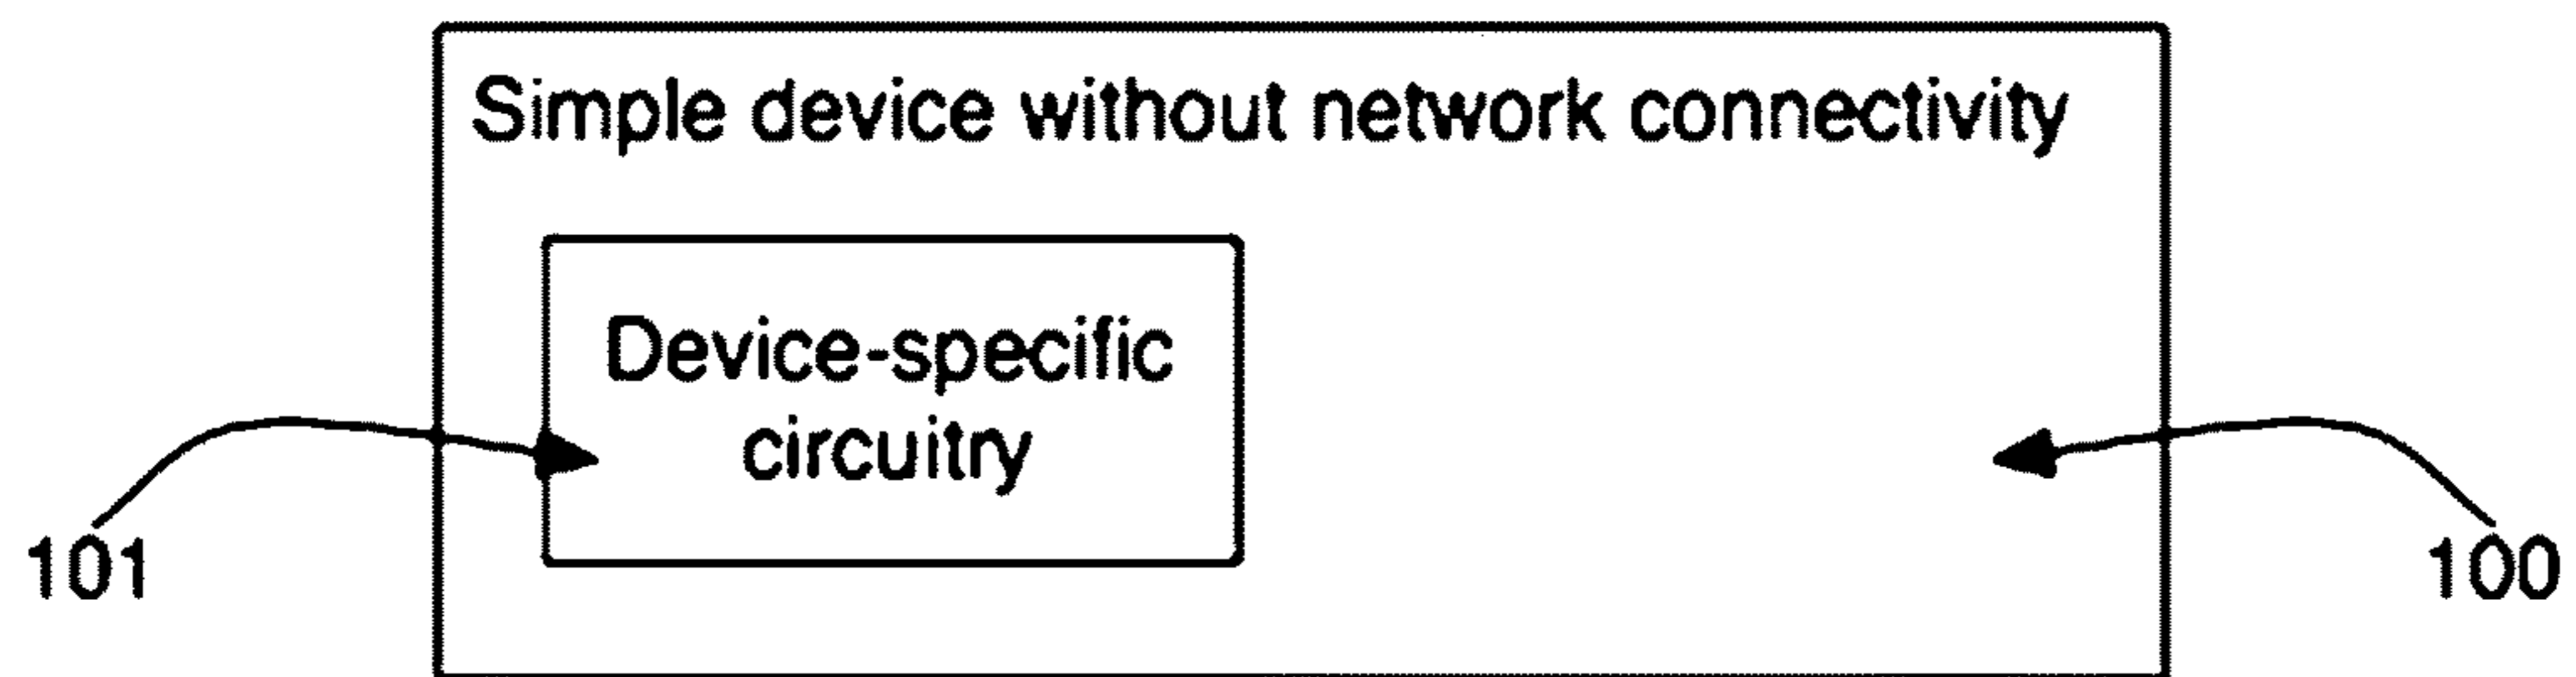 Simple device without network connectivity
Device-specific
circuitry
101
100